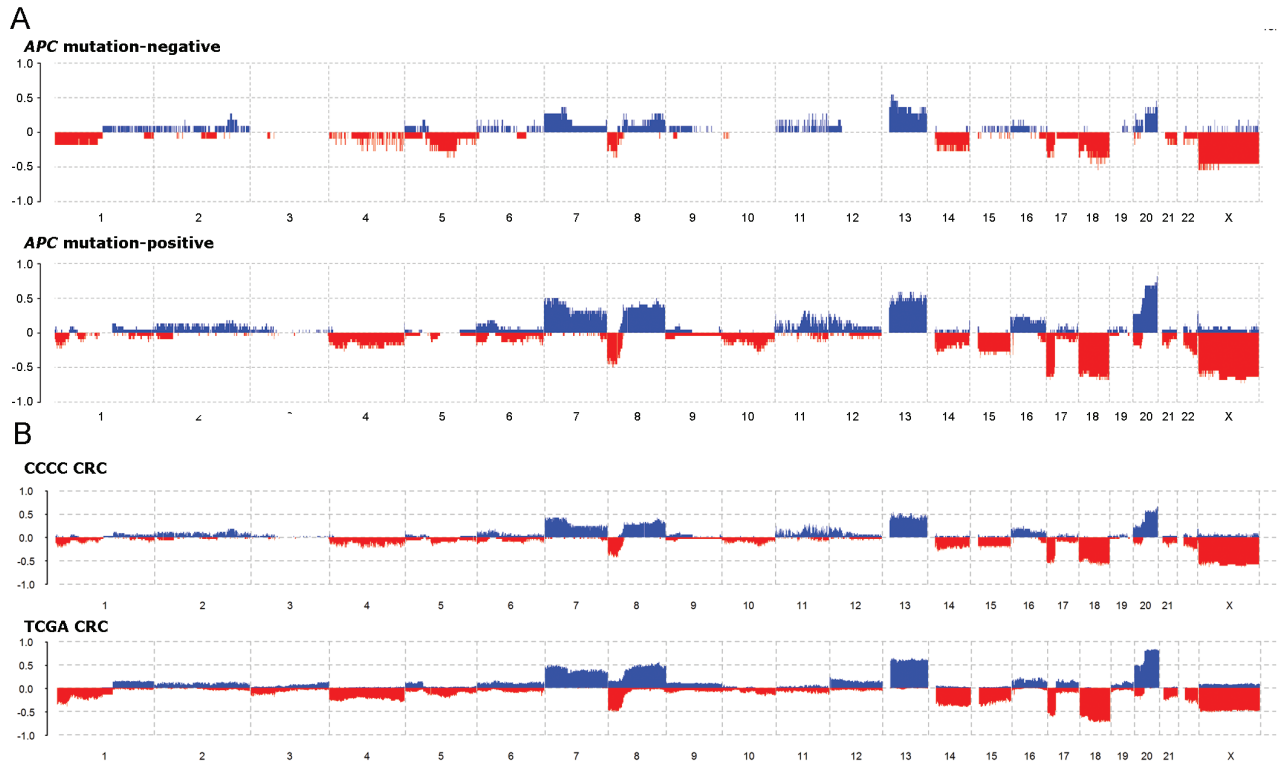 A
APC mutation-negative
1.0
0.5
0
-0.5
-1.0
1 2 3 4 5 6 7 8 9 10 11 12 13 14 15 16 17 18 19 20 21 22 X
APC mutation-positive
1.0
0.5
0
-0.5
-1.0
1 2 4 5 6 7 8 9 10 11 12 13 14 15 16 17 18 19 20 21 22 X
B
CCCC CRC
1.0
0.5
0.0
-0.5
-1.0
1 2 3 4 5 6 7 8 9 10 11 12 13 14 15 16 17 18 19 20 21 X
TCGA CRC
1.0
0.5
0.0
-0.5
-1.0
1 2 3 4 5 6 7 8 9 10 11 12 13 14 15 16 17 18 19 20 21 X